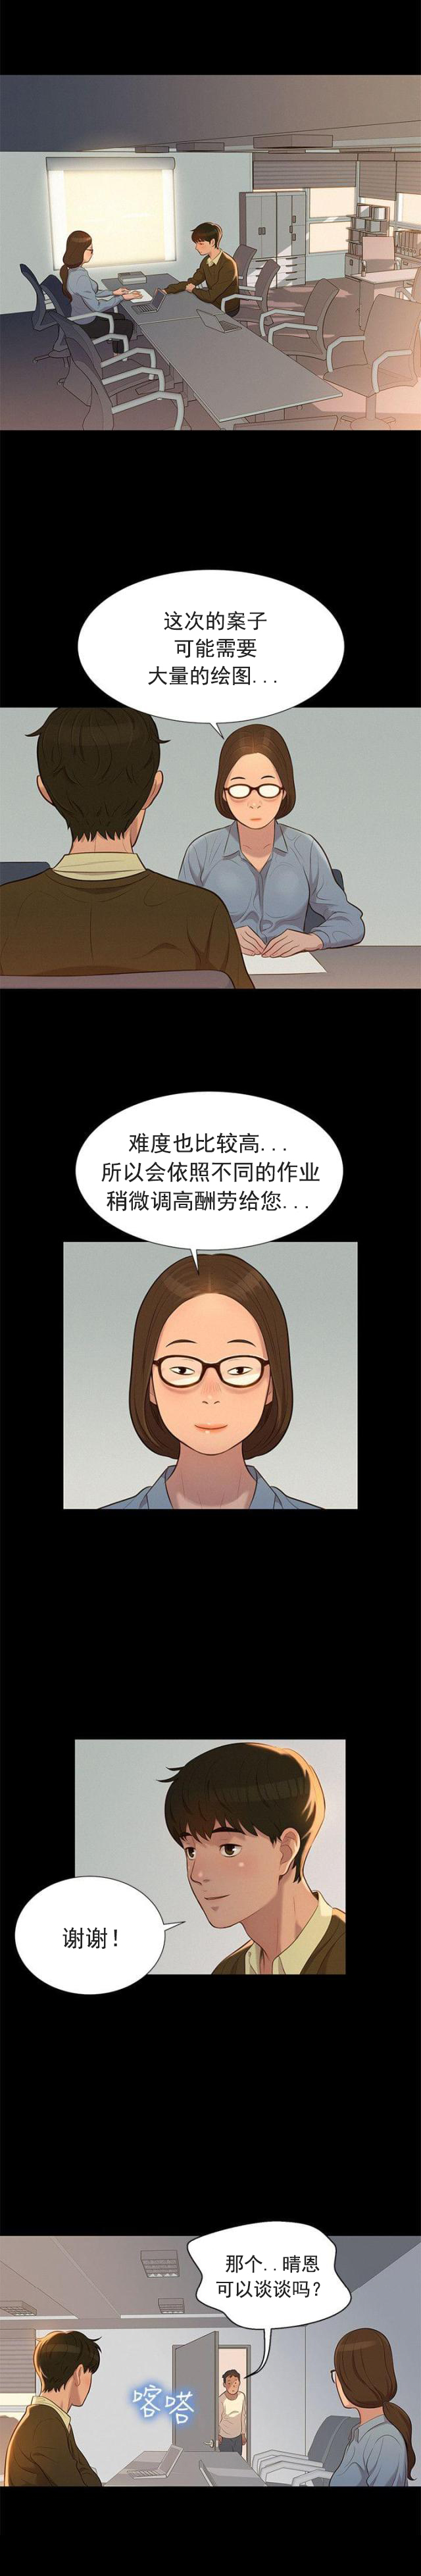 这次的案子
可能需要
大量的绘图...
难度也比较高...
所以会依照不同的作业
稍微调高酬劳给您...
谢谢!
那个..晴恩
可以谈谈吗?
喀嗒